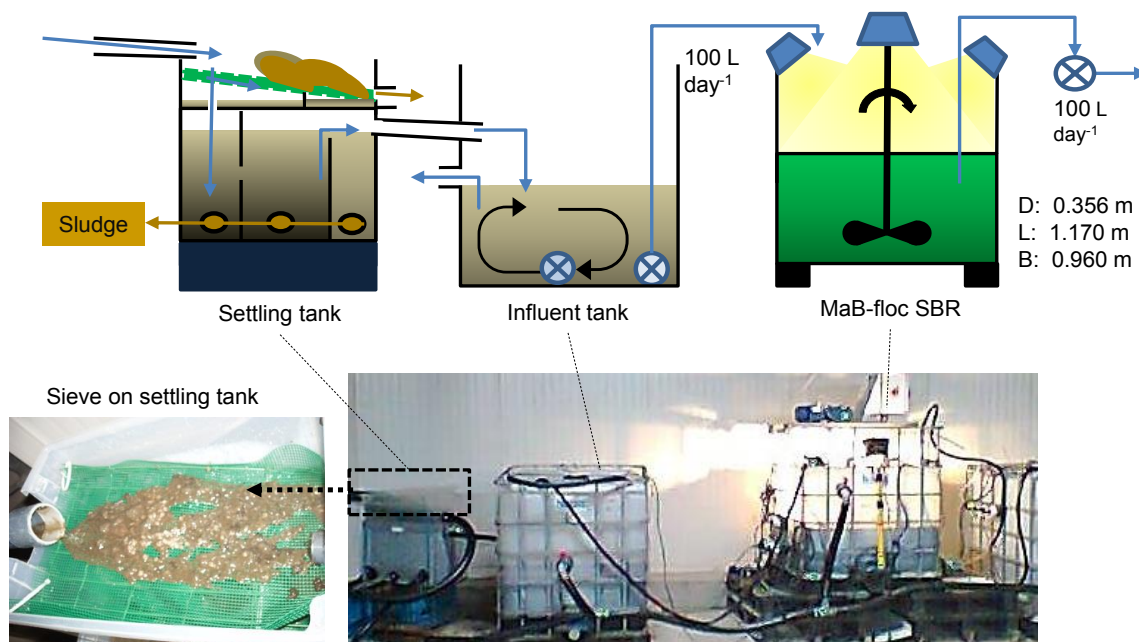 100 L
day-1
100 L
day-1
D: 0.356 m
L: 1.170 m
B: 0.960 m
Sludge
Settling tank
Influent tank
MaB-floc SBR
Sieve on settling tank